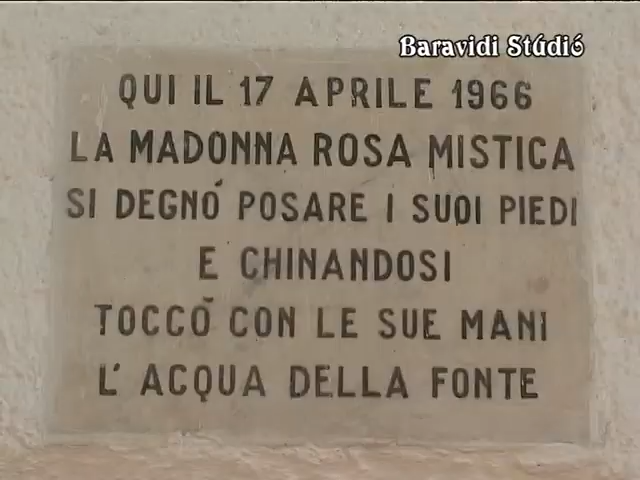 Baravidi Stúdió
QUI IL 17 APRILE 1966
LA MADONNA ROSA MISTICA
SI DEGNÓ POSARE I SUOI PIEDI
E CHINANDOSI
TOCCÒ CON LE SUE MANI
L' ACQUA DELLA FONTE